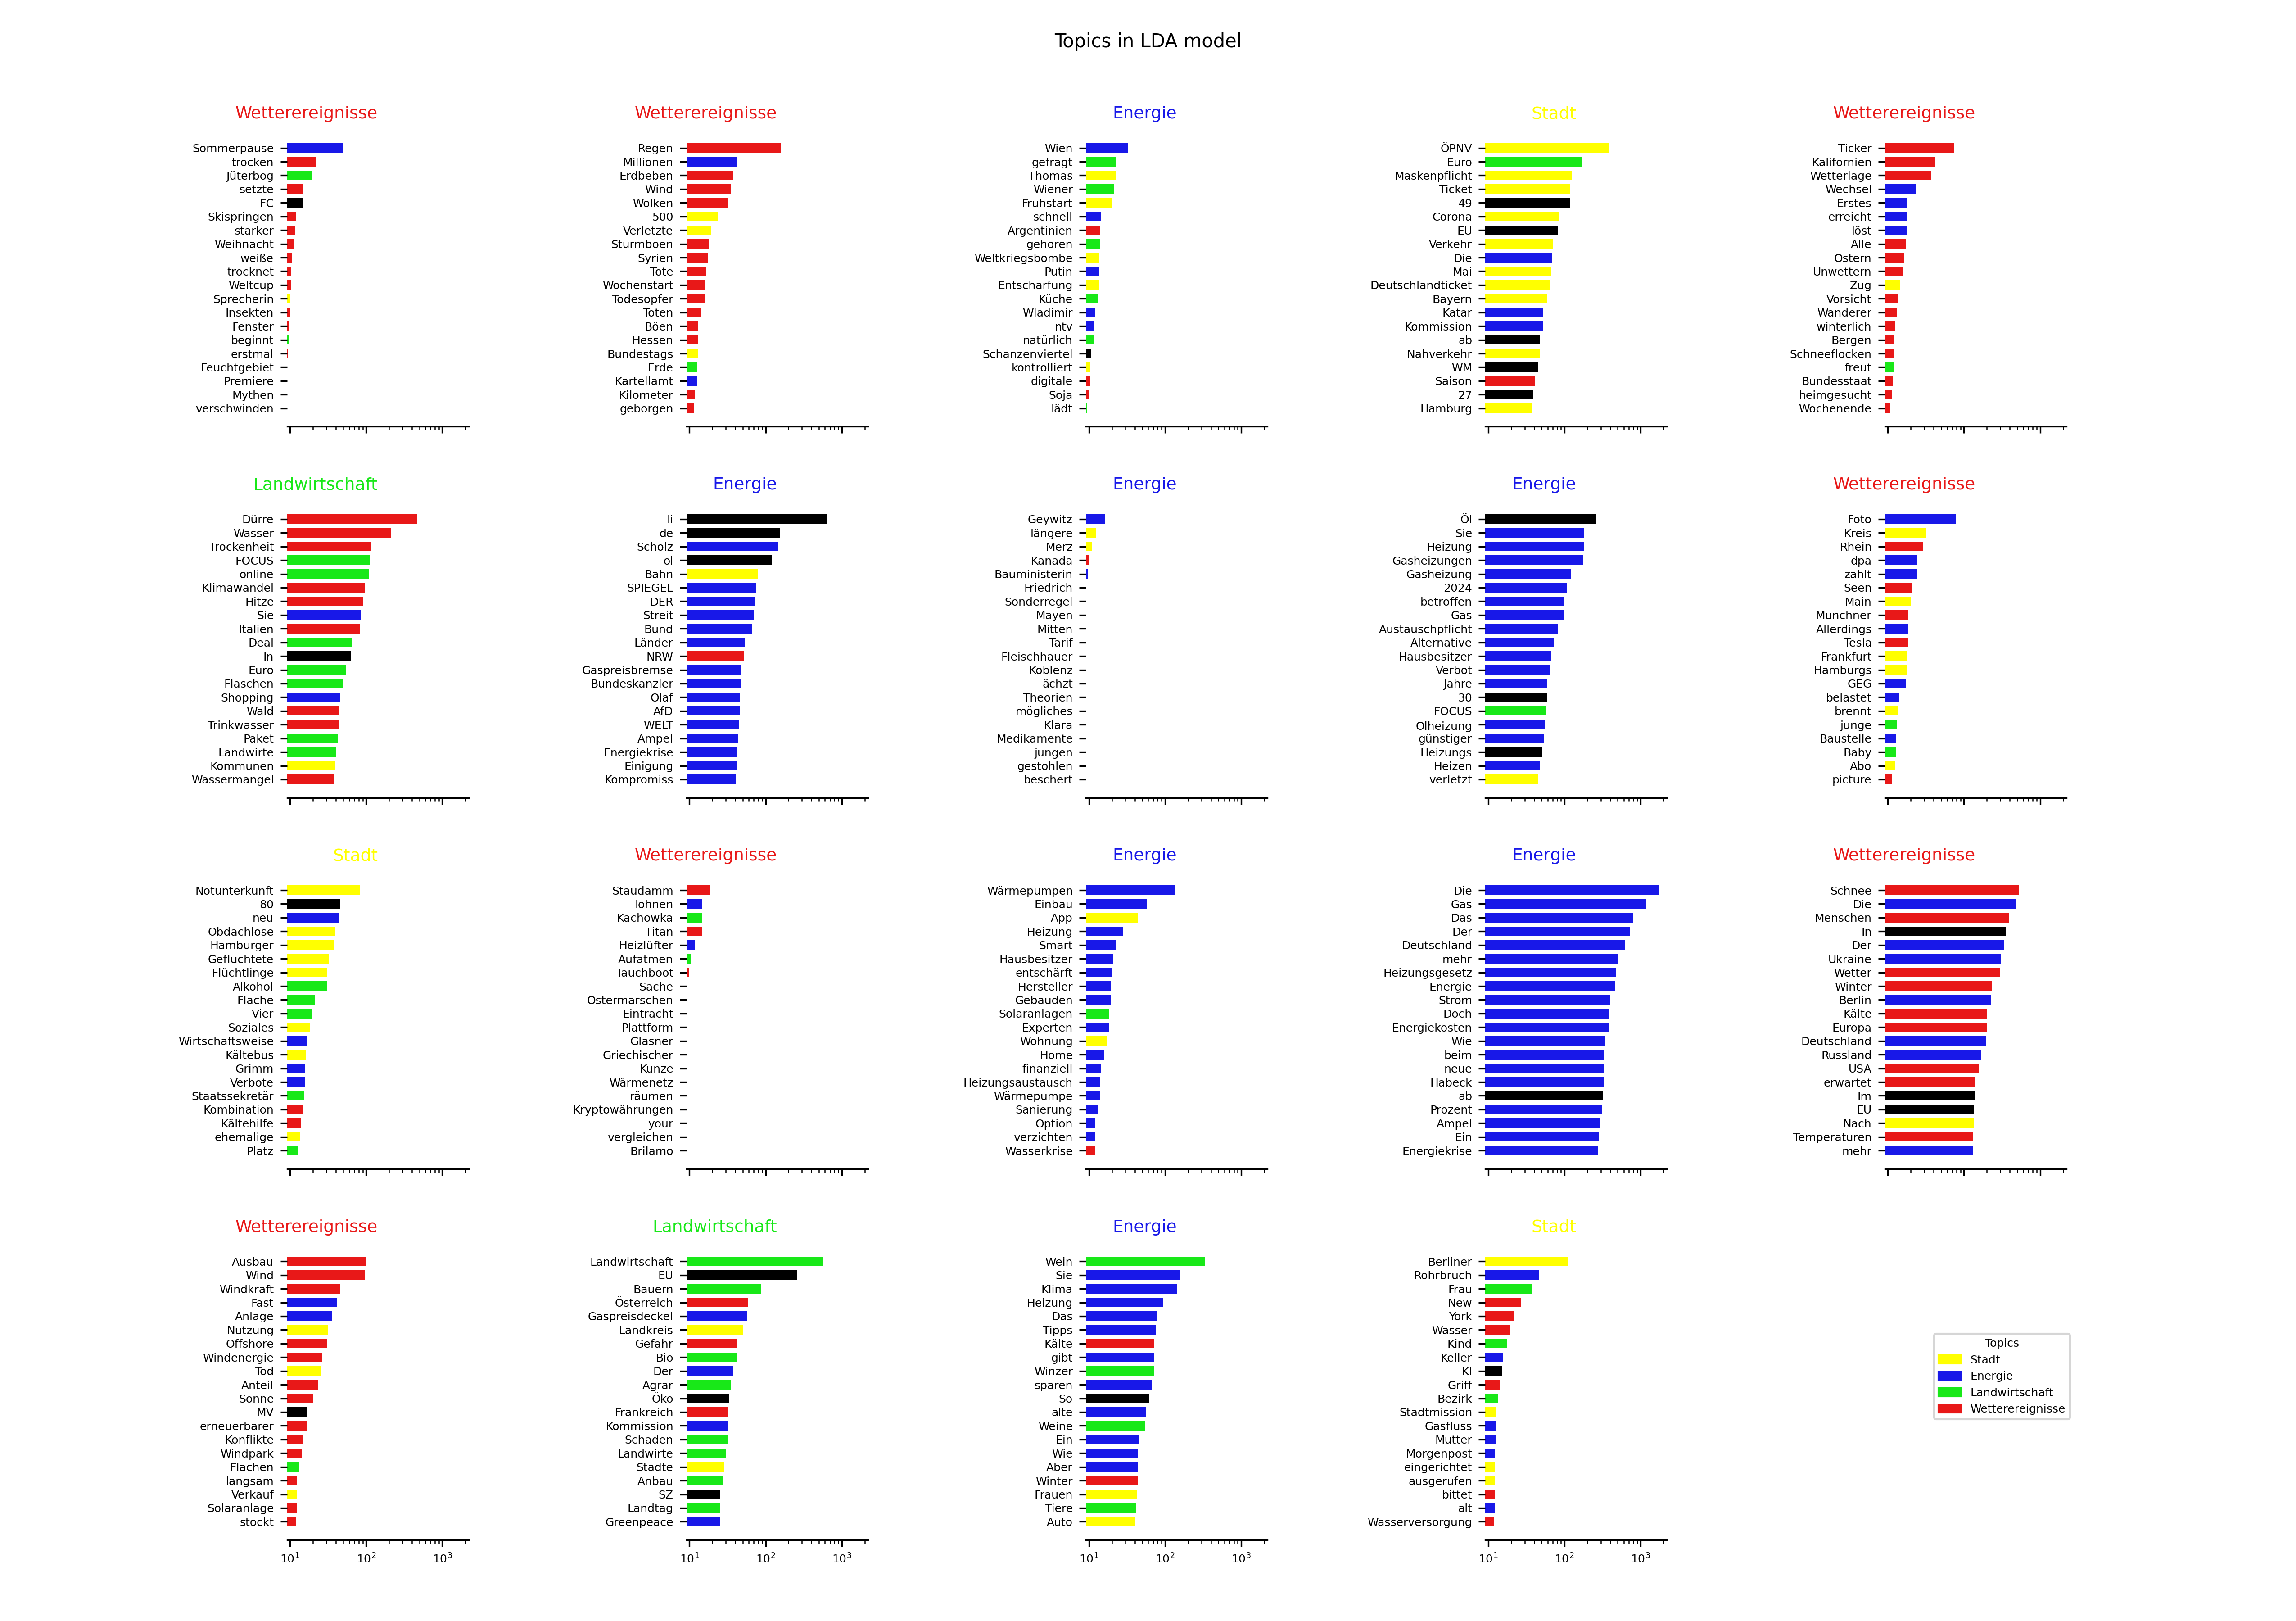 Topics in LDA model
Wetterereignisse
Sommerpause
trocken
Jüterbog
setzte
FC
Skispringen
starker
Weihnacht
weiße
trocknet
Weltcup
Sprecherin
Insekten
Fenster
beginnt
erstmal
Feuchtgebiet
Premiere
Mythen
verschwinden
Wetterereignisse
Regen
Millionen
Erdbeben
Wind
Wolken
500
Verletzte
Sturmböen
Syrien
Tote
Wochenstart
Todesopfer
Toten
Böen
Hessen
Bundestags
Erde
Kartellamt
Kilometer
geborgen
Energie
Wien
gefragt
Thomas
Wiener
Frühstart
schnell
Argentinien
gehören
Weltkriegsbombe
Putin
Entschärfung
Küche
Wladimir
ntv
natürlich
Schanzenviertel
kontrolliert
digitale
Soja
lädt
Stadt
ÖPNV
Euro
Maskenpflicht
Ticket
49
Corona
EU
Verkehr
Die
Mai
Deutschlandticket
Bayern
Katar
Kommission
ab
Nahverkehr
WM
Saison
27
Hamburg
Wetterereignisse
Ticker
Kalifornien
Wetterlage
Wechsel
Erstes
erreicht
löst
Alle
Ostern
Unwettern
Zug
Vorsicht
Wanderer
winterlich
Bergen
Schneeflocken
freut
Bundesstaat
heimgesucht
Wochenende
Landwirtschaft
Dürre
Wasser
Trockenheit
FOCUS
online
Klimawandel
Hitze
Sie
Italien
Deal
In
Euro
Flaschen
Shopping
Wald
Trinkwasser
Paket
Landwirte
Kommunen
Wassermangel
Energie
li
de
Scholz
ol
Bahn
SPIEGEL
DER
Streit
Bund
Länder
NRW
Gaspreisbremse
Bundeskanzler
Olaf
AfD
WELT
Ampel
Energiekrise
Einigung
Kompromiss
Energie
Geywitz
längere
Merz
Kanada
Bauministerin
Friedrich
Sonderregel
Mayen
Mitten
Tarif
Fleischhauer
Koblenz
ächzt
Theorien
mögliches
Klara
Medikamente
jungen
gestohlen
beschert
Energie
Öl
Sie
Heizung
Gasheizungen
Gasheizung
2024
betroffen
Gas
Austauschpflicht
Alternative
Hausbesitzer
Verbot
Jahre
30
FOCUS
Ölheizung
günstiger
Heizungs
Heizen
verletzt
Wetterereignisse
Foto
Kreis
Rhein
dpa
zahlt
Seen
Main
Münchner
Allerdings
Tesla
Frankfurt
Hamburgs
GEG
belastet
brennt
junge
Baustelle
Baby
Abo
picture
Stadt
Notunterkunft
80
neu
Obdachlose
Hamburger
Geflüchtete
Flüchtlinge
Alkohol
Fläche
Vier
Soziales
Wirtschaftsweise
Kältebus
Grimm
Verbote
Staatssekretär
Kombination
Kältehilfe
ehemalige
Platz
Wetterereignisse
Staudamm
lohnen
Kachowka
Titan
Heizlüfter
Aufatmen
Tauchboot
Sache
Ostermärschen
Eintracht
Plattform
Glasner
Griechischer
Kunze
Wärmenetz
räumen
Kryptowährungen
your
vergleichen
Brilamo
Energie
Wärmepumpen
Einbau
App
Heizung
Smart
Hausbesitzer
entschärft
Hersteller
Gebäuden
Solaranlagen
Experten
Wohnung
Home
finanziell
Heizungsaustausch
Wärmepumpe
Sanierung
Option
verzichten
Wasserkrise
Energie
Die
Gas
Das
Der
Deutschland
mehr
Heizungsgesetz
Energie
Strom
Doch
Energiekosten
Wie
beim
neue
Habeck
ab
Prozent
Ampel
Ein
Energiekrise
Wetterereignisse
Schnee
Die
Menschen
In
Der
Ukraine
Wetter
Winter
Berlin
Kälte
Europa
Deutschland
Russland
USA
erwartet
Im
EU
Nach
Temperaturen
mehr
Wetterereignisse
Ausbau
Wind
Windkraft
Fast
Anlage
Nutzung
Offshore
Windenergie
Tod
Anteil
Sonne
MV
erneuerbarer
Konflikte
Windpark
Flächen
langsam
Verkauf
Solaranlage
stockt
10¹ 10² 10³
Landwirtschaft
Landwirtschaft
EU
Bauern
Österreich
Gaspreisdeckel
Landkreis
Gefahr
Bio
Der
Agrar
Öko
Frankreich
Kommission
Schaden
Landwirte
Städte
Anbau
SZ
Landtag
Greenpeace
10¹ 10² 10³
Energie
Wein
Sie
Klima
Heizung
Das
Tipps
Kälte
gibt
Winzer
sparen
So
alte
Weine
Ein
Wie
Aber
Winter
Frauen
Tiere
Auto
10¹ 10² 10³
Stadt
Berliner
Rohrbruch
Frau
New
York
Wasser
Kind
Keller
KI
Griff
Bezirk
Stadtmission
Gasfluss
Mutter
Morgenpost
eingerichtet
ausgerufen
bittet
alt
Wasserversorgung
10¹ 10² 10³
Topics
Stadt
Energie
Landwirtschaft
Wetterereignisse